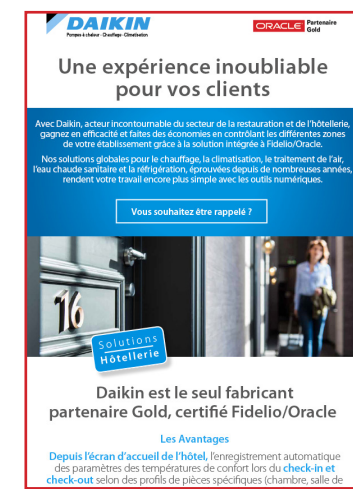 DAIKIN
Pompes à chaleur - Chauffage - Climatisation
ORACLE Partenaire
Gold
Une expérience inoubliable
pour vos clients
Avec Daikin, acteur incontournable du secteur de la restauration et de l'hôtellerie,
gagnez en efficacité et faites des économies en contrôlant les différentes zones
de votre établissement grâce à la solution intégrée à Fidelio/Oracle.
Nos solutions globales pour le chauffage, la climatisation, le traitement de l'air,
l'eau chaude sanitaire et la réfrigération, éprouvées depuis de nombreuses années,
rendent votre travail encore plus simple avec les outils numériques.
Vous souhaitez être rappelé ?
16
Solutions
Hôtellerie
Daikin est le seul fabricant
partenaire Gold, certifié Fidelio/Oracle
Les Avantages
Depuis l'écran d'accueil de l'hôtel, l'enregistrement automatique
des paramètres des températures de confort lors du check-in et
check-out selon des profils de pièces spécifiques (chambre, salle de